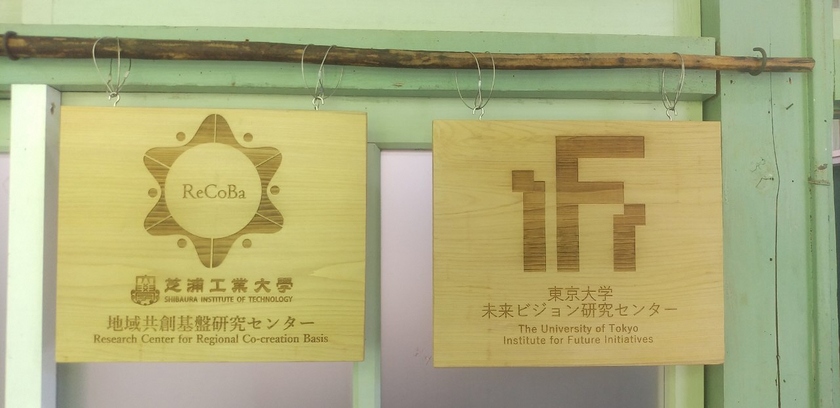 ReCoBa
芝浦工業大学
SHIBAURA INSTITUTE OF TECHNOLOGY
地域共創基盤研究センター
Research Center for Regional Co-creation Basis
東京大学
未来ビジョン研究センター
The University of Tokyo
Institute for Future Initiatives